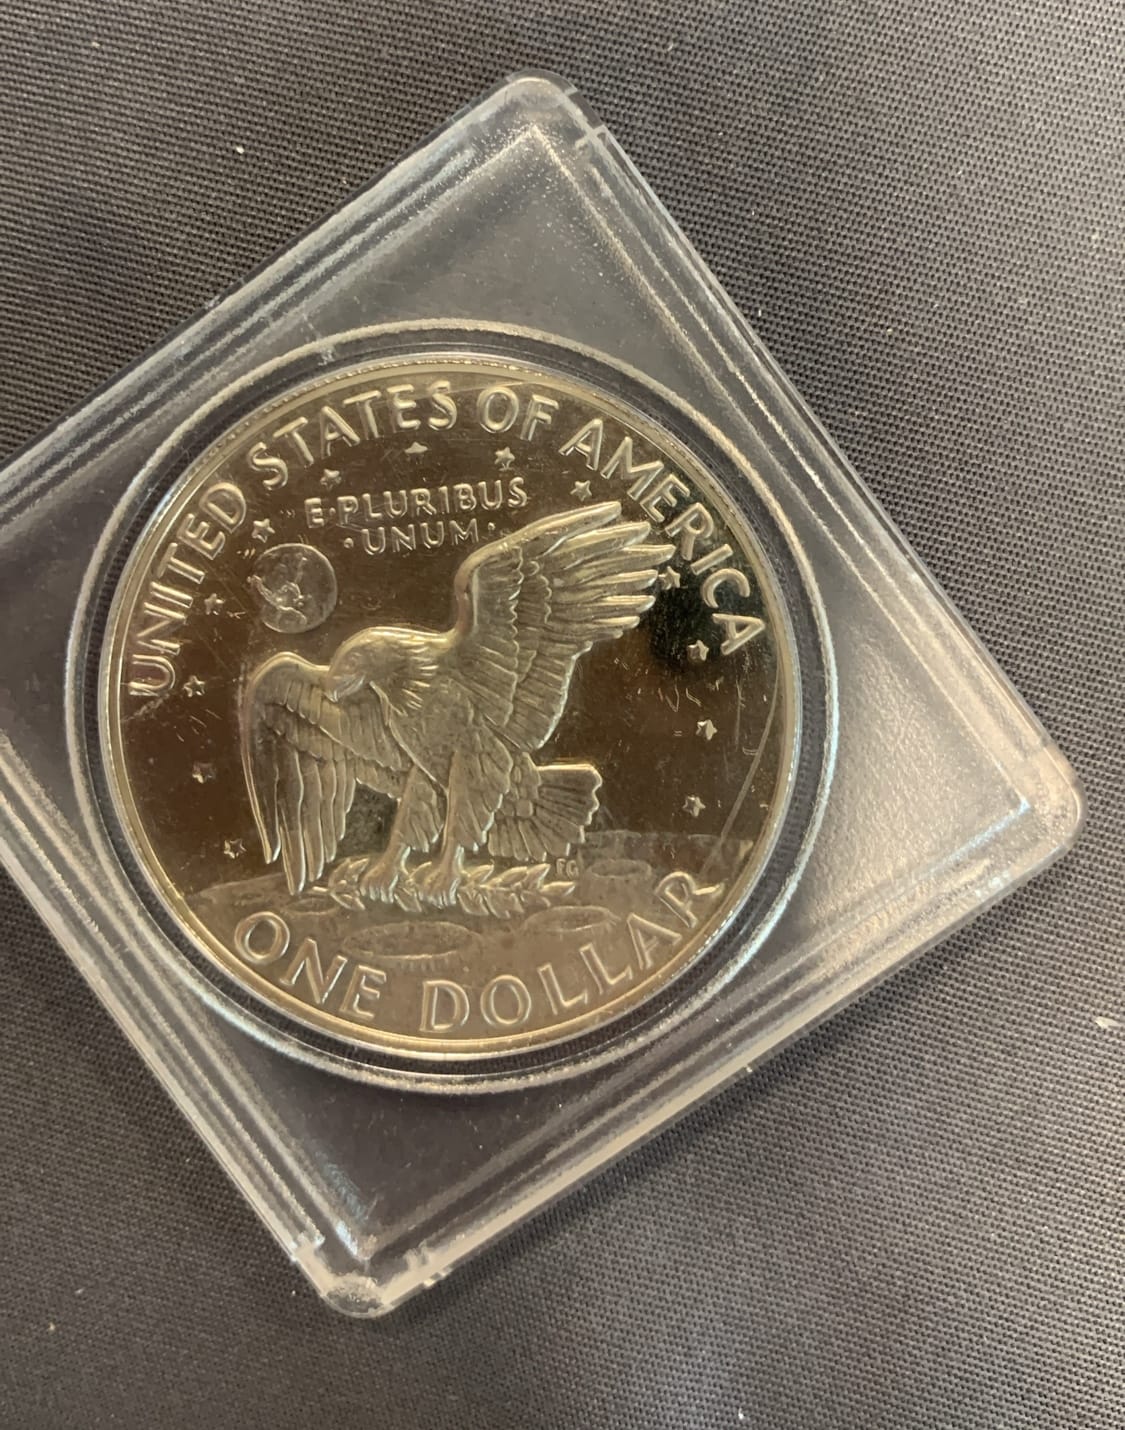 UNITED STATES OF AMERICA
E·PLURIBUS
·UNUM·
FG
ONE DOLLAR